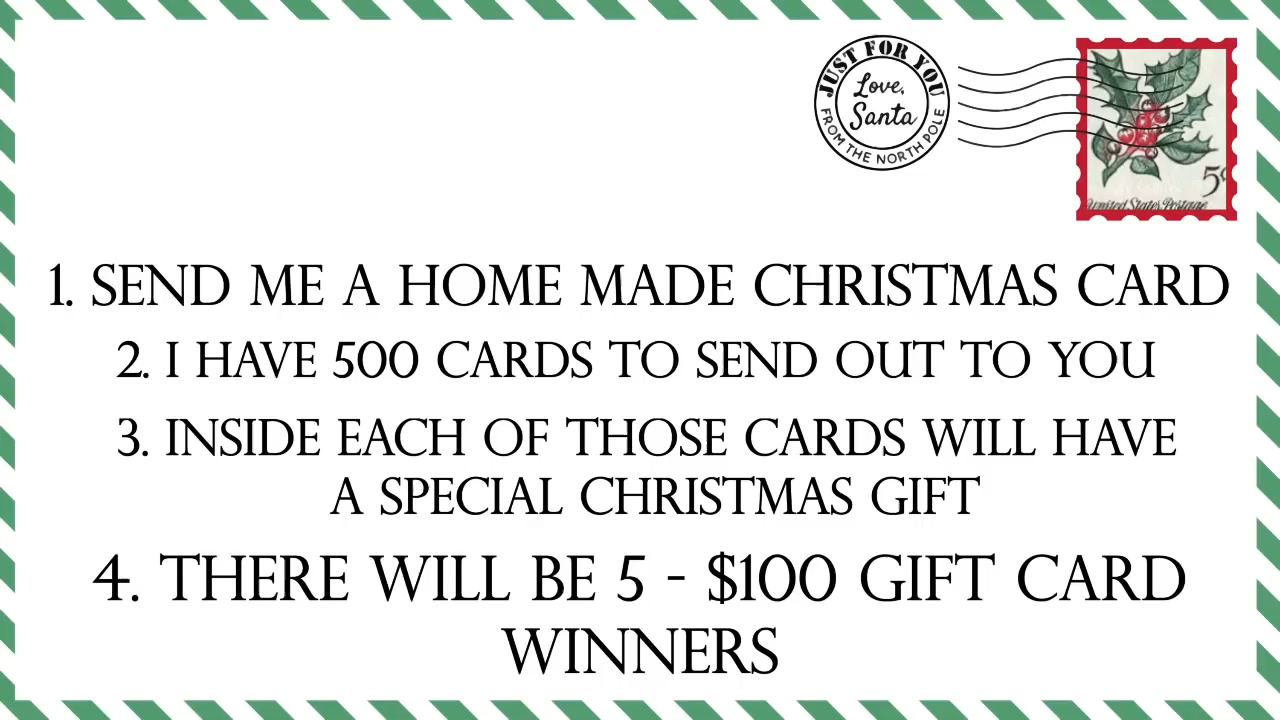 JUST FOR YOU
Love,
Santa
FROM THE NORTH POLE
5¢
United States Postage
1. SEND ME A HOME MADE CHRISTMAS CARD
2. I HAVE 500 CARDS TO SEND OUT TO YOU
3. INSIDE EACH OF THOSE CARDS WILL HAVE
A SPECIAL CHRISTMAS GIFT
4. THERE WILL BE 5 - $100 GIFT CARD
WINNERS